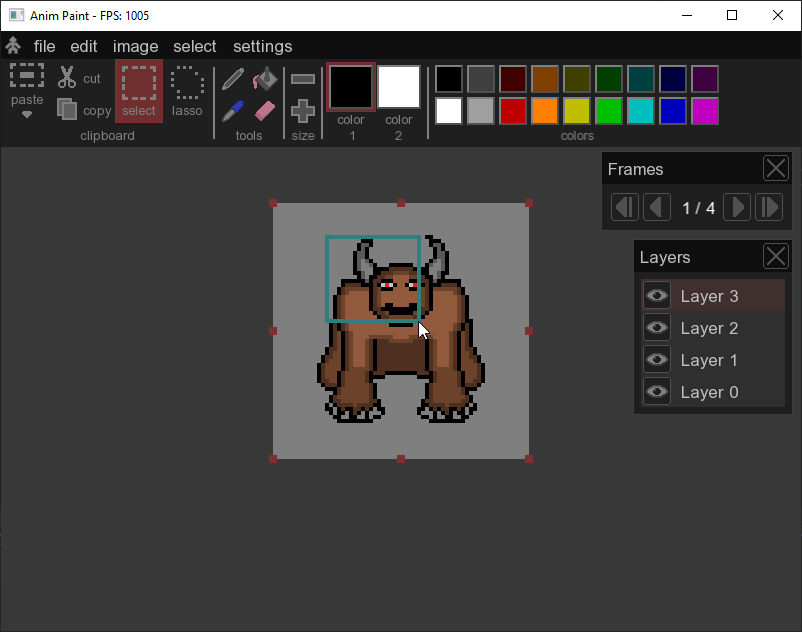 Anim Paint - FPS: 1005
file edit image select settings
paste
cut
copy
clipboard
select
lasso
tools
size
color
1
color
2
colors
Frames
1 / 4
Layers
Layer 3
Layer 2
Layer 1
Layer 0